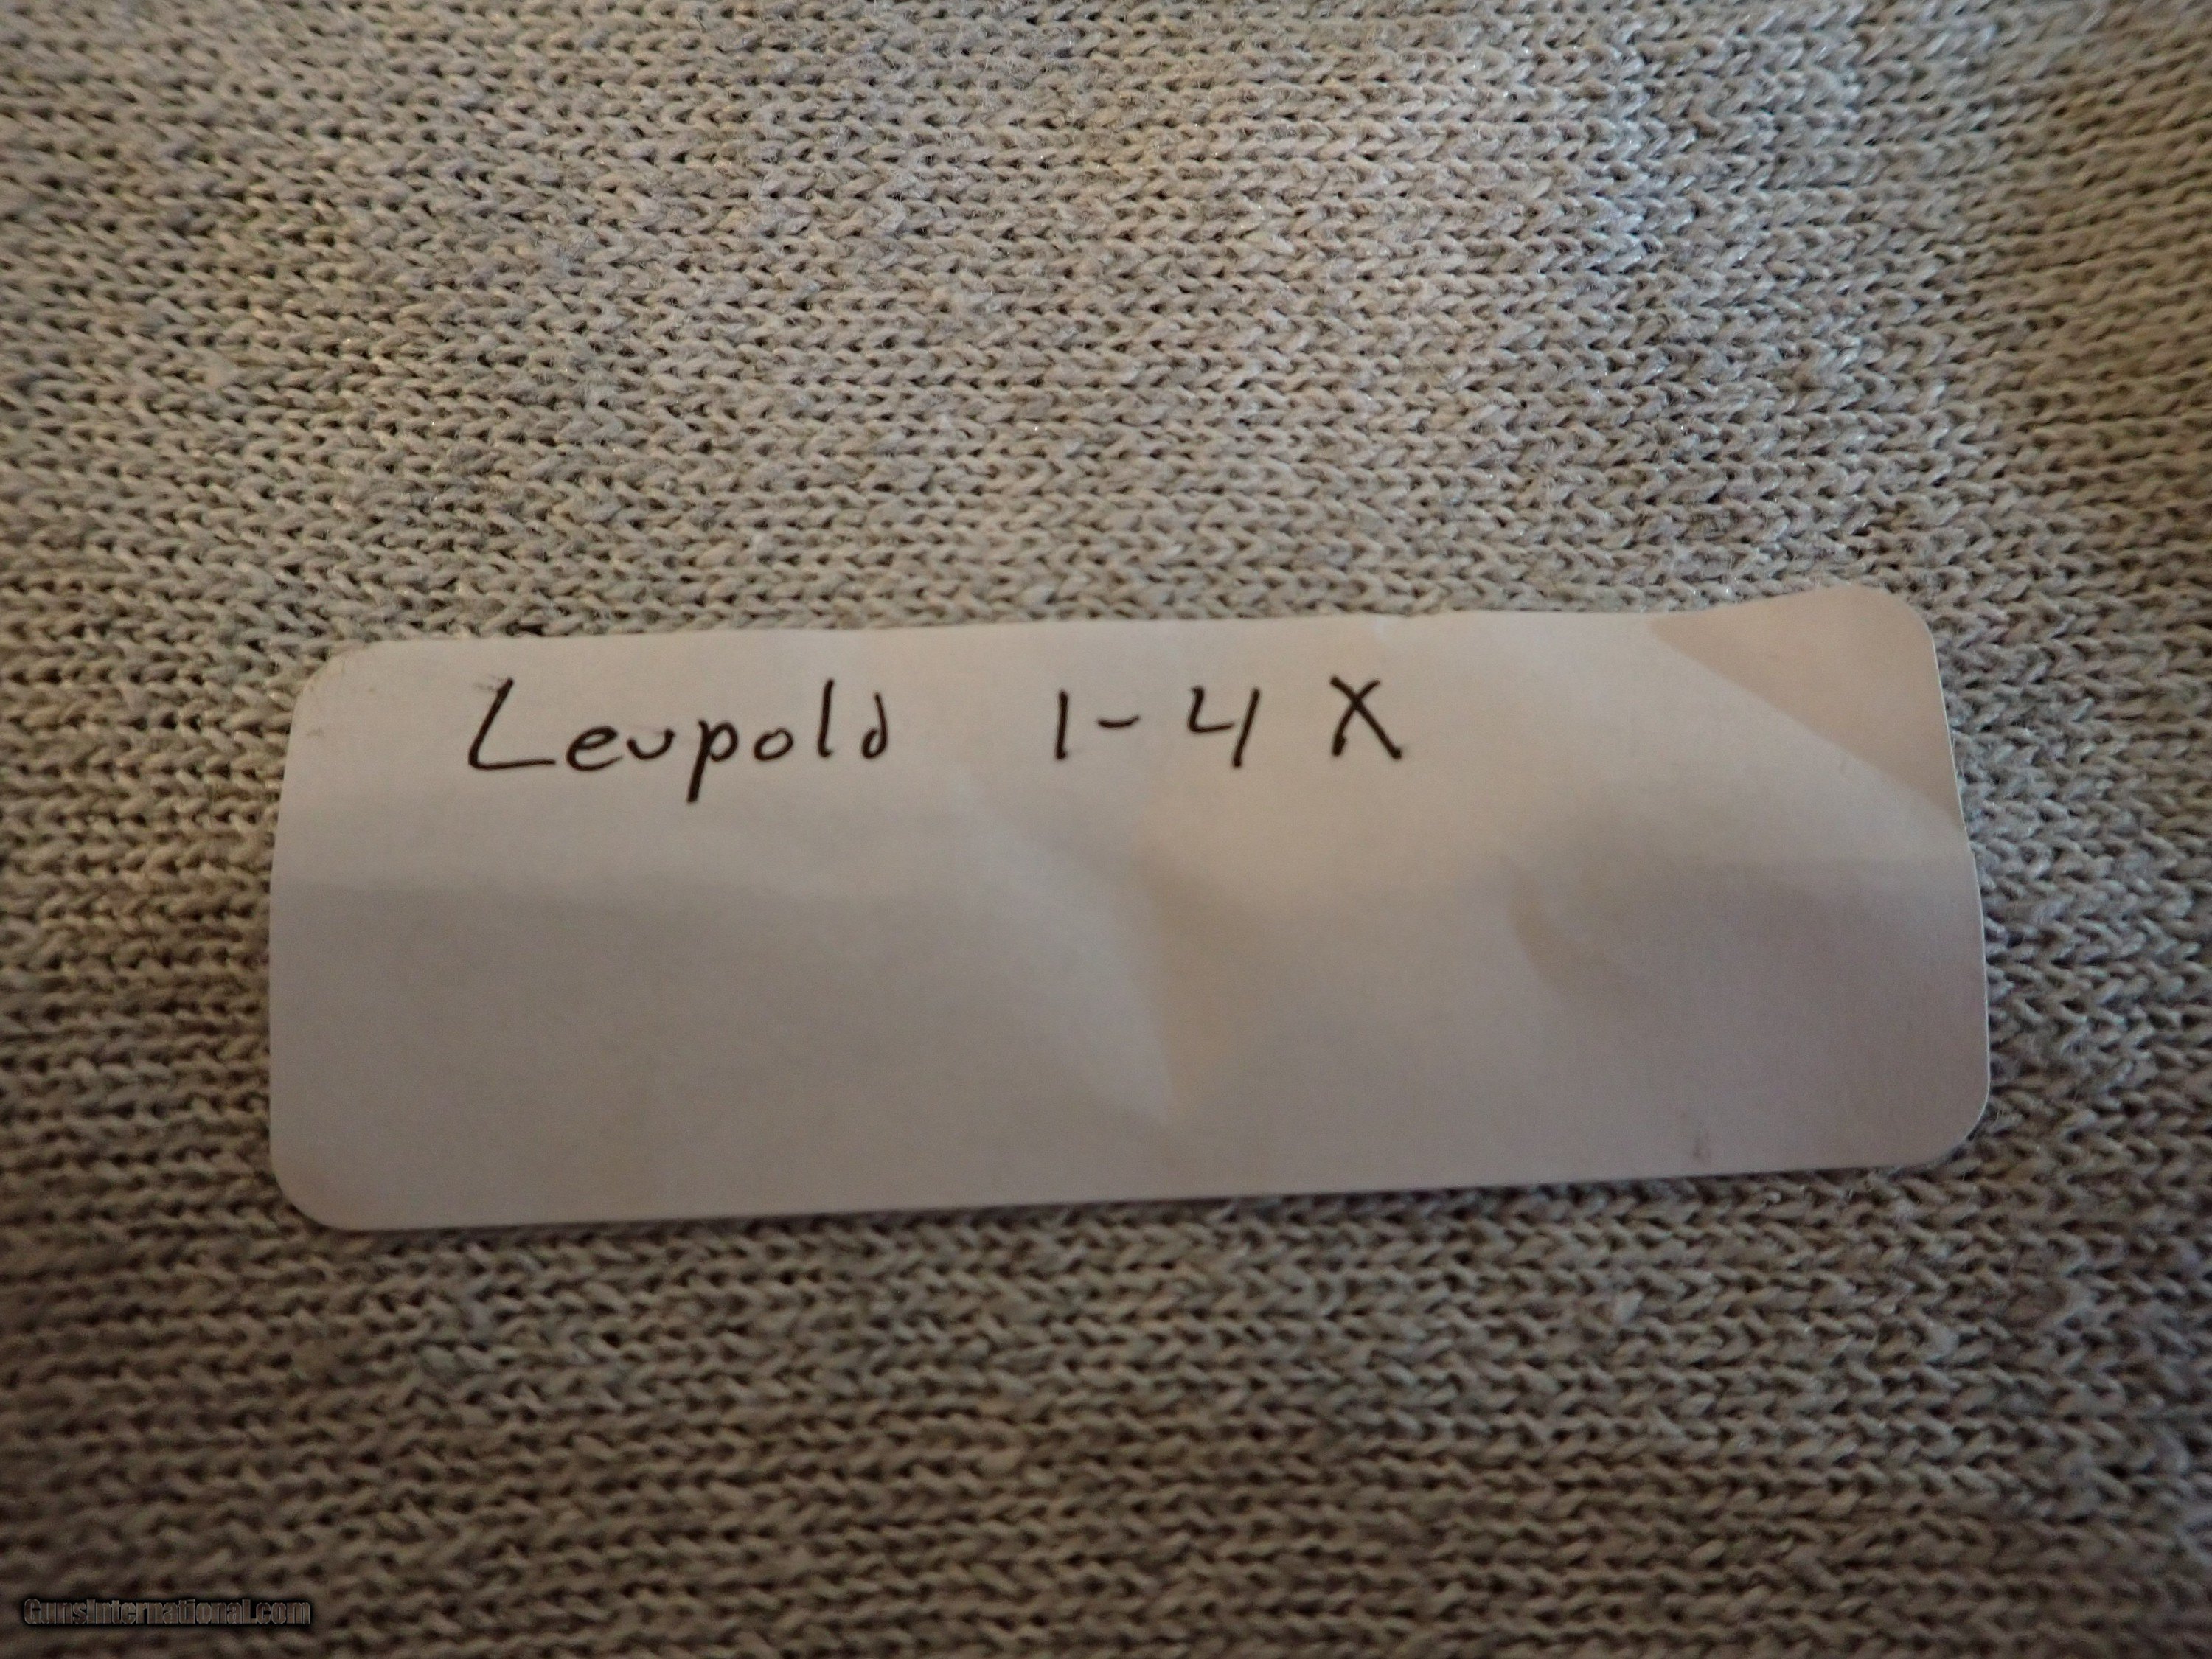 Leupold 1-4 X
GunsInternational.com